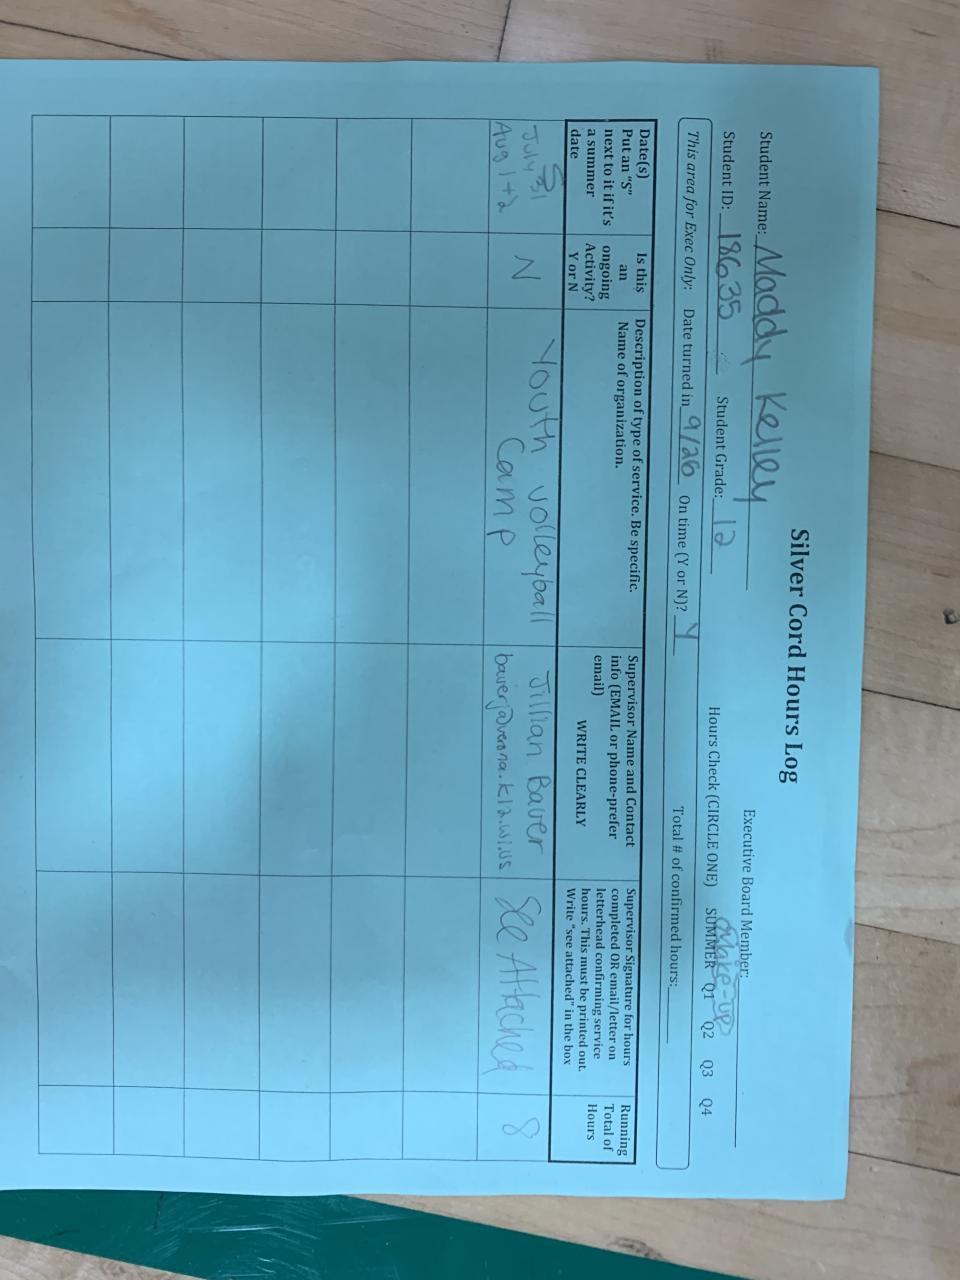 Silver Cord Hours Log
Executive Board Member:
Student Name: Maddy Kelley
Make-up
Student ID: 18635 Student Grade: 12 Hours Check (CIRCLE ONE) SUMMER Q1 Q2 Q3 Q4
This area for Exec Only: Date turned in 9/26 On time (Y or N)? Y Total # of confirmed hours:
Date(s)
Put an "S"
next to it if it's
a summer
date
Is this
an
ongoing
Activity?
Y or N
Description of type of service. Be specific.
Name of organization.
Supervisor Name and Contact
info (EMAIL or phone-prefer
email)
WRITE CLEARLY
Supervisor Signature for hours
completed OR email/letter on
letterhead confirming service
hours. This must be printed out.
Write "see attached" in the box
Running
Total of
Hours
S
July 31
Aug 1+2
N
Youth volleyball
Camp
Jillian Bauer
bauerj@verona.k12.wi.us
See Attached
8